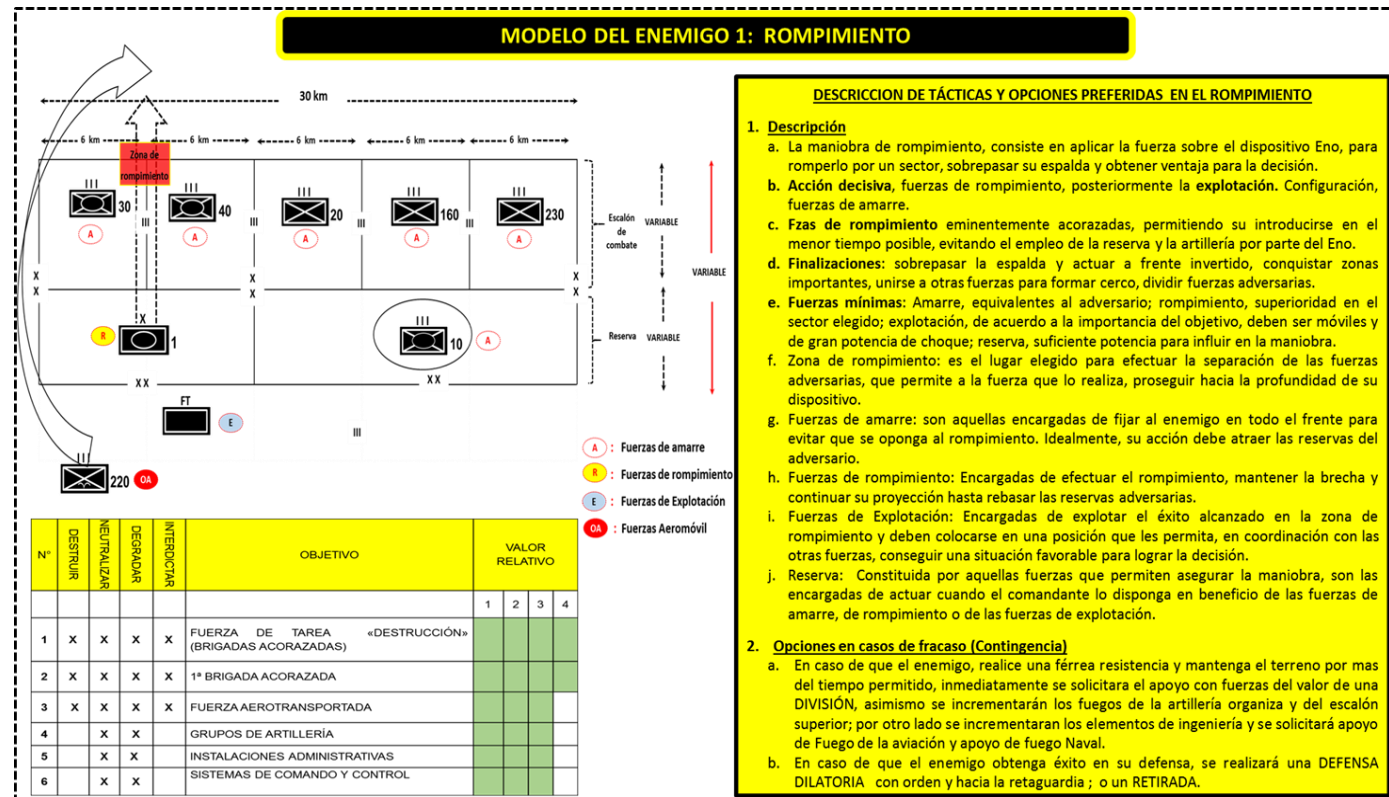 MODELO DEL ENEMIGO 1: ROMPIMIENTO
30 km
6 km
6 km
6 km
6 km
6 km
Zona de
rompimiento
III
30
A
III
III
40
A
III
III
20
A
III
III
160
A
III
III
230
A
Escalón
de
combate
VARIABLE
VARIABLE
X
X
X
X
X
X
X
R
1
III
10
A
Reserva
VARIABLE
XX
XX
FT
E
III
III
220
OA
A : Fuerzas de amarre
R : Fuerzas de rompimiento
E : Fuerzas de Explotación
OA : Fuerzas Aeromóvil
N° DESTRUIR NEUTRALIZAR DEGRADAR INTERDICTAR OBJETIVO VALOR
RELATIVO
1 2 3 4
1 X X X X FUERZA DE TAREA «DESTRUCCIÓN»
(BRIGADAS ACORAZADAS)
2 X X X X 1ª BRIGADA ACORAZADA
3 X X X X FUERZA AEROTRANSPORTADA
4 X X GRUPOS DE ARTILLERÍA
5 X X INSTALACIONES ADMINISTRATIVAS
6 X X SISTEMAS DE COMANDO Y CONTROL
DESCRICCION DE TÁCTICAS Y OPCIONES PREFERIDAS EN EL ROMPIMIENTO
1. Descripción
a. La maniobra de rompimiento, consiste en aplicar la fuerza sobre el dispositivo Eno, para
romperlo por un sector, sobrepasar su espalda y obtener ventaja para la decisión.
b. Acción decisiva, fuerzas de rompimiento, posteriormente la explotación. Configuración,
fuerzas de amarre.
c. Fzas de rompimiento eminentemente acorazadas, permitiendo su introducirse en el
menor tiempo posible, evitando el empleo de la reserva y la artillería por parte del Eno.
d. Finalizaciones: sobrepasar la espalda y actuar a frente invertido, conquistar zonas
importantes, unirse a otras fuerzas para formar cerco, dividir fuerzas adversarias.
e. Fuerzas mínimas: Amarre, equivalentes al adversario; rompimiento, superioridad en el
sector elegido; explotación, de acuerdo a la importancia del objetivo, deben ser móviles y
de gran potencia de choque; reserva, suficiente potencia para influir en la maniobra.
f. Zona de rompimiento: es el lugar elegido para efectuar la separación de las fuerzas
adversarias, que permite a la fuerza que lo realiza, proseguir hacia la profundidad de su
dispositivo.
g. Fuerzas de amarre: son aquellas encargadas de fijar al enemigo en todo el frente para
evitar que se oponga al rompimiento. Idealmente, su acción debe atraer las reservas del
adversario.
h. Fuerzas de rompimiento: Encargadas de efectuar el rompimiento, mantener la brecha y
continuar su proyección hasta rebasar las reservas adversarias.
i. Fuerzas de Explotación: Encargadas de explotar el éxito alcanzado en la zona de
rompimiento y deben colocarse en una posición que les permita, en coordinación con las
otras fuerzas, conseguir una situación favorable para lograr la decisión.
j. Reserva: Constituida por aquellas fuerzas que permiten asegurar la maniobra, son las
encargadas de actuar cuando el comandante lo disponga en beneficio de las fuerzas de
amarre, de rompimiento o de las fuerzas de explotación.
2. Opciones en casos de fracaso (Contingencia)
a. En caso de que el enemigo, realice una férrea resistencia y mantenga el terreno por mas
del tiempo permitido, inmediatamente se solicitara el apoyo con fuerzas del valor de una
DIVISIÓN, asimismo se incrementarán los fuegos de la artillería organiza y del escalón
superior; por otro lado se incrementaran los elementos de ingeniería y se solicitará apoyo
de Fuego de la aviación y apoyo de fuego Naval.
b. En caso de que el enemigo obtenga éxito en su defensa, se realizará una DEFENSA
DILATORIA con orden y hacia la retaguardia ; o un RETIRADA.